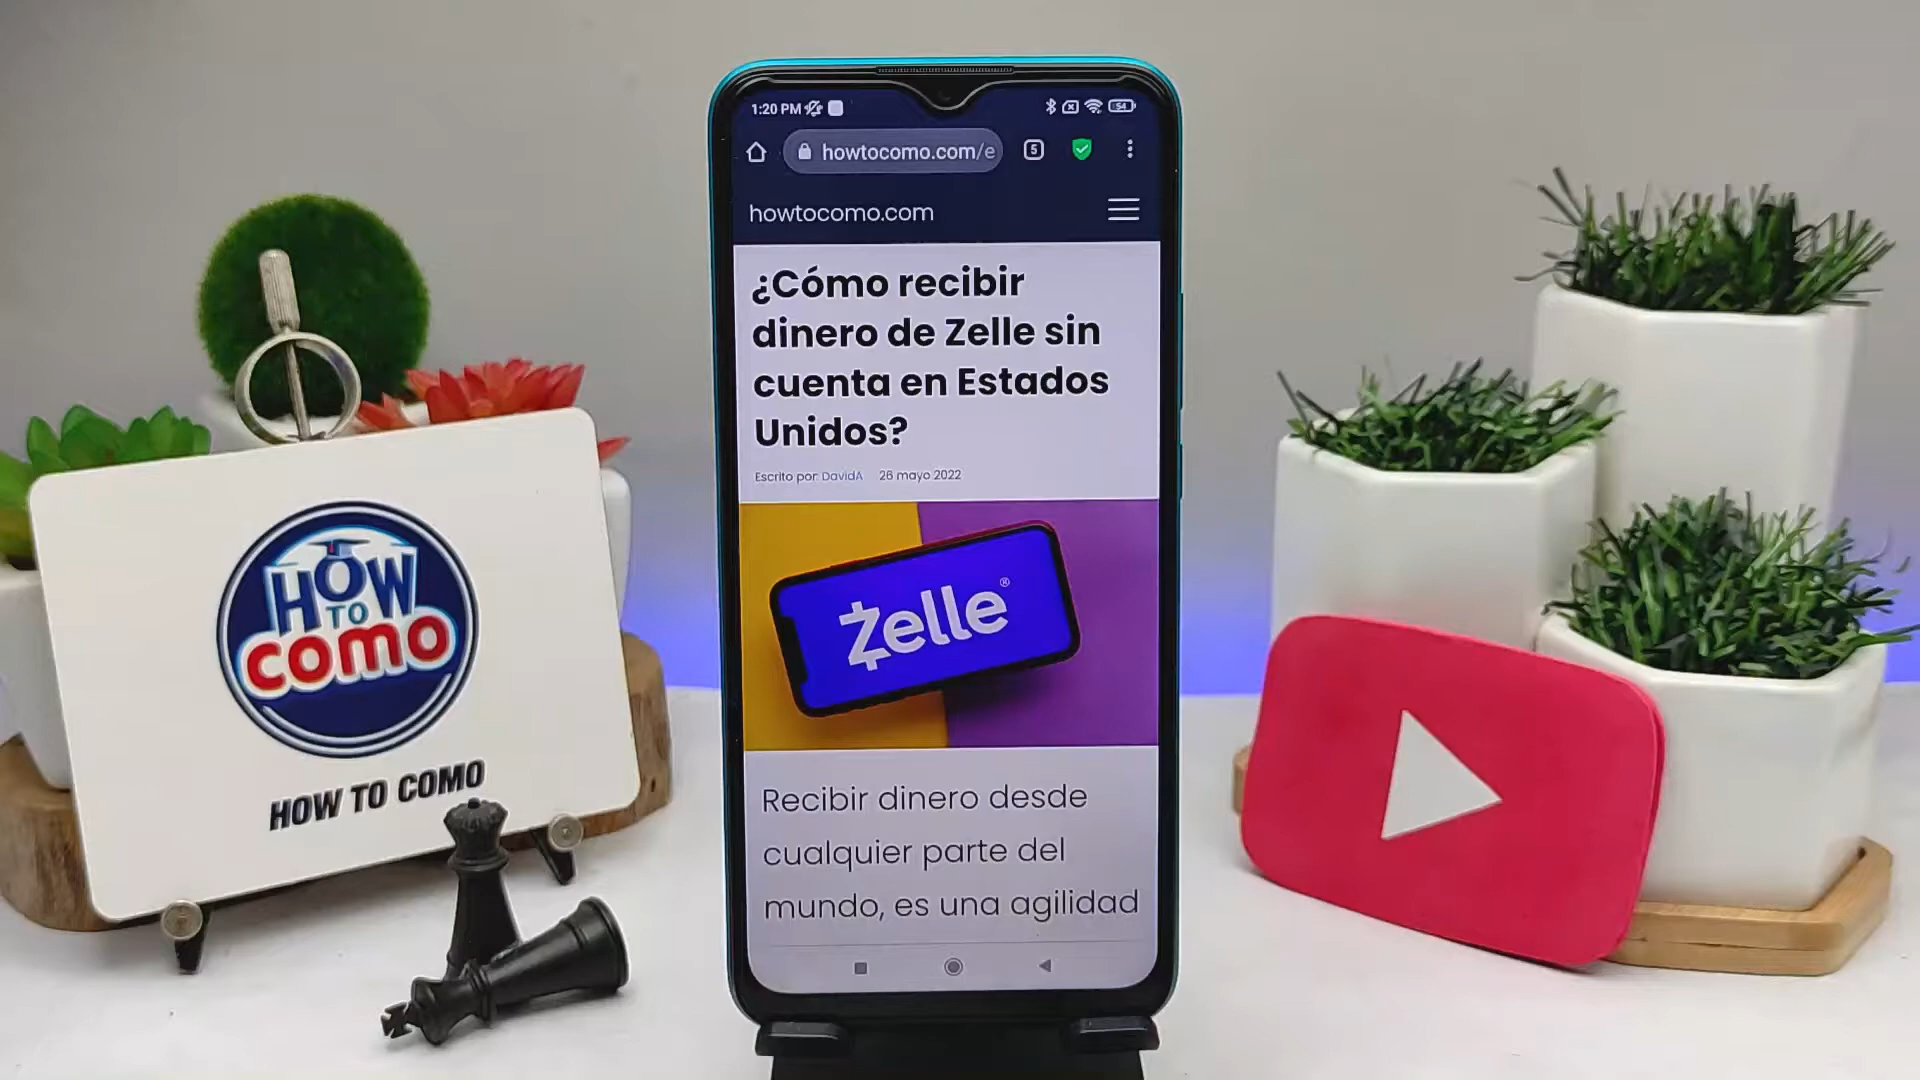 1:20 PM
54
howtocomo.com/e
5
howtocomo.com
¿Cómo recibir
dinero de Zelle sin
cuenta en Estados
Unidos?
Escrito por: DavidA 26 mayo 2022
Zelle®
Recibir dinero desde
cualquier parte del
mundo, es una agilidad
HOW
TO
COMO
HOW TO COMO